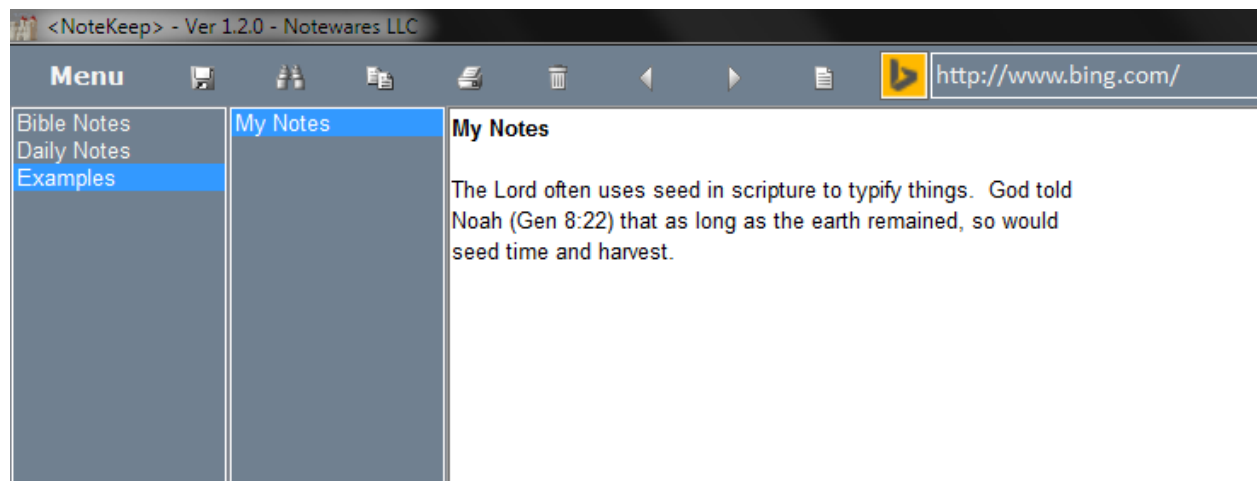 <NoteKeep> - Ver 1.2.0 - Notewares LLC
Menu
http://www.bing.com/
Bible Notes
Daily Notes
Examples
My Notes
My Notes
The Lord often uses seed in scripture to typify things.  God told
Noah (Gen 8:22) that as long as the earth remained, so would
seed time and harvest.